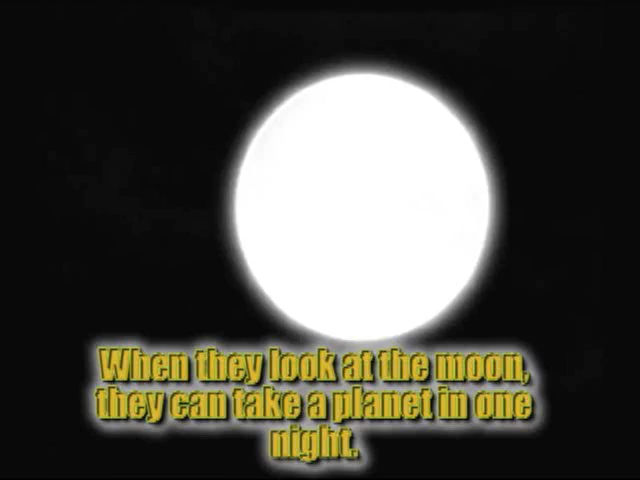 When they look at the moon,
they can take a planet in one
night.